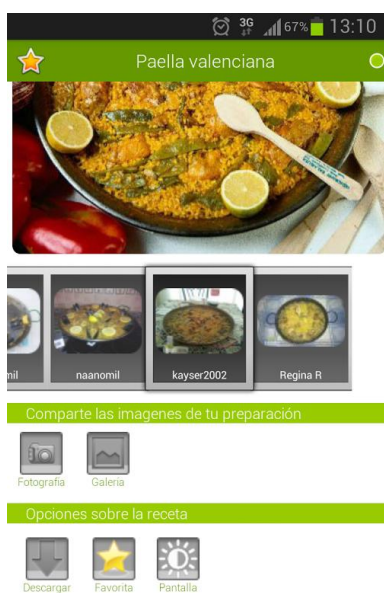 3G 67% 13:10
Paella valenciana
mil naanomil kayser2002 Regina R
Comparte las imagenes de tu preparación
Fotografía Galeria
Opciones sobre la receta
Descargar Favorita Pantalla